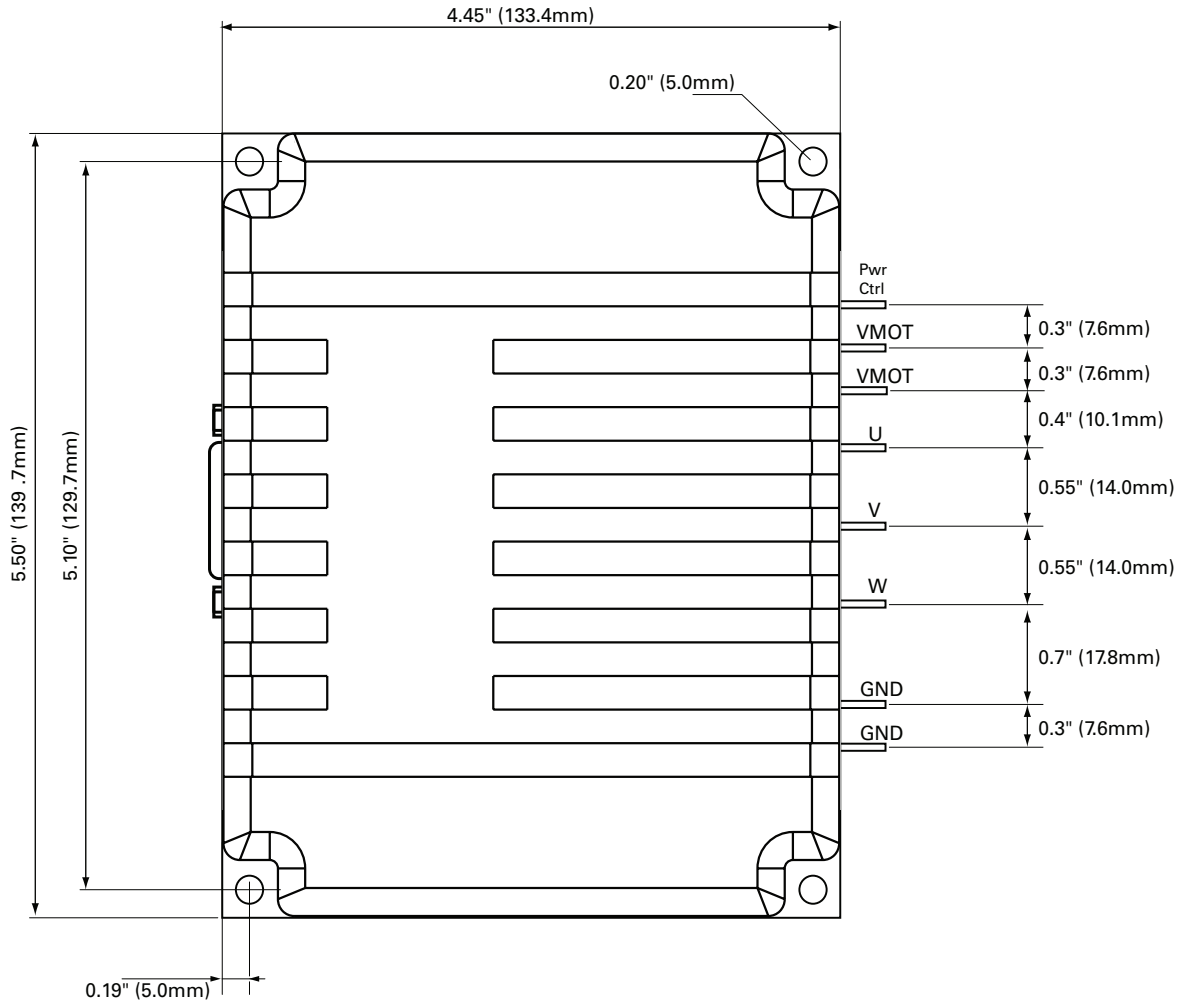 4.45" (133.4mm)
0.20" (5.0mm)
Pwr
Ctrl
VMOT
0.3" (7.6mm)
VMOT
0.3" (7.6mm)
0.4" (10.1mm)
U
0.55" (14.0mm)
V
0.55" (14.0mm)
W
0.7" (17.8mm)
GND
0.3" (7.6mm)
GND
5.50" (139 .7mm)
5.10" (129.7mm)
0.19" (5.0mm)